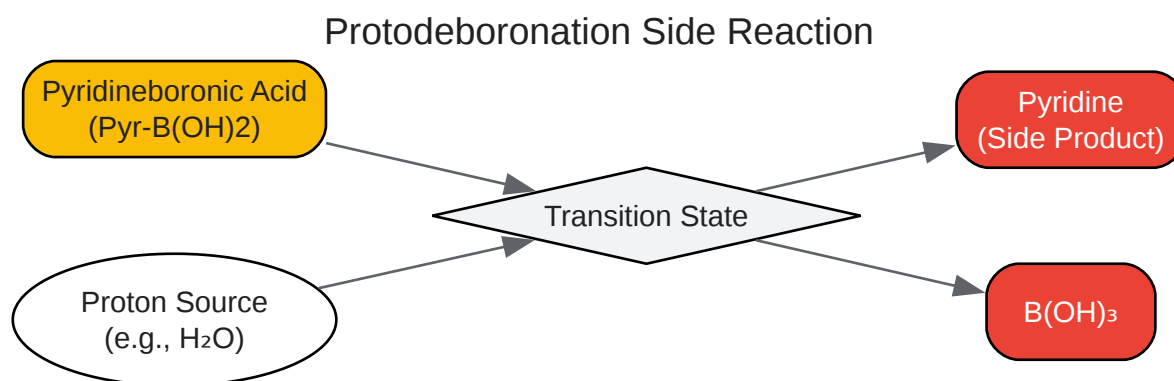 Protodeboronation Side Reaction
Pyridineboronic Acid
(Pyr-B(OH)2)
Pyridine
(Side Product)
Transition State
Proton Source
(e.g., H₂O)
B(OH)₃